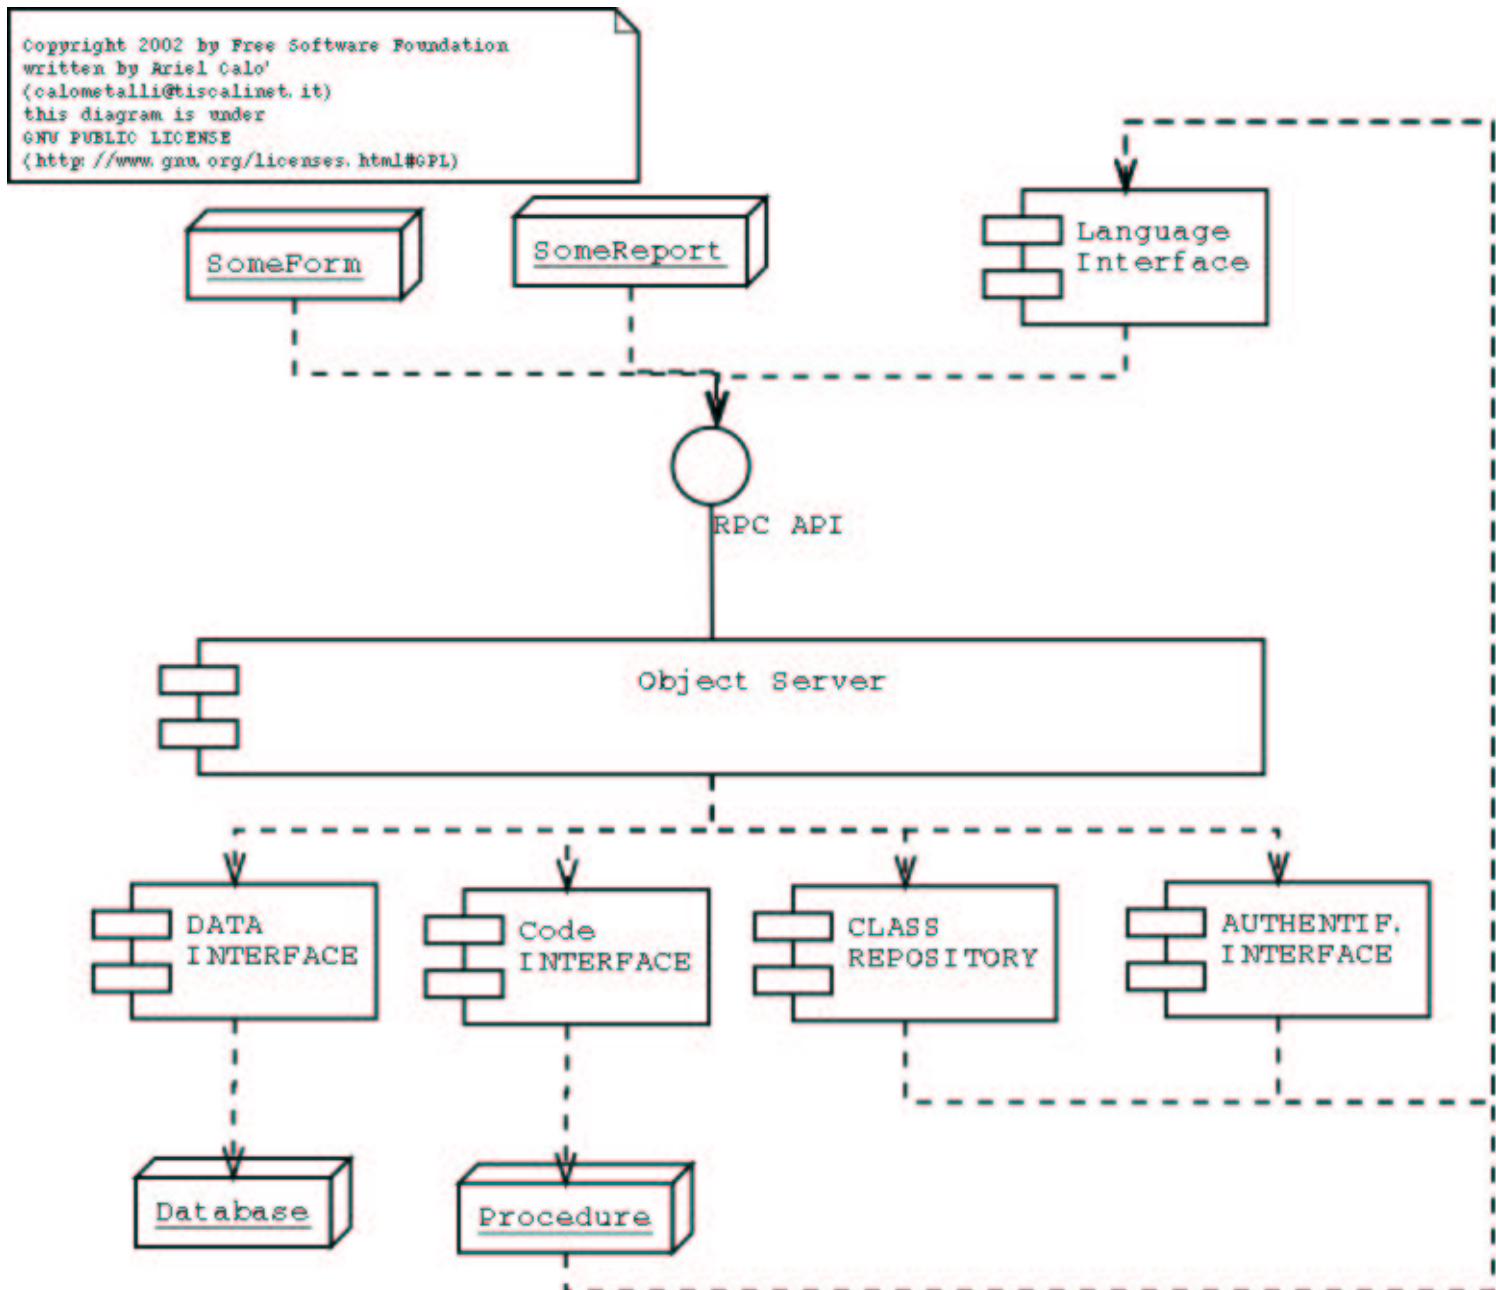 Copyright 2002 by Free Software Foundation
written by Ariel Calo'
(calometalli@tiscalinet.it)
this diagram is under
GNU PUBLIC LICENSE
(http://www.gnu.org/licenses.html#GPL)
SomeForm
SomeReport
Language
Interface
RPC API
Object Server
DATA
INTERFACE
Code
INTERFACE
CLASS
REPOSITORY
AUTHENTIF.
INTERFACE
Database
Procedure